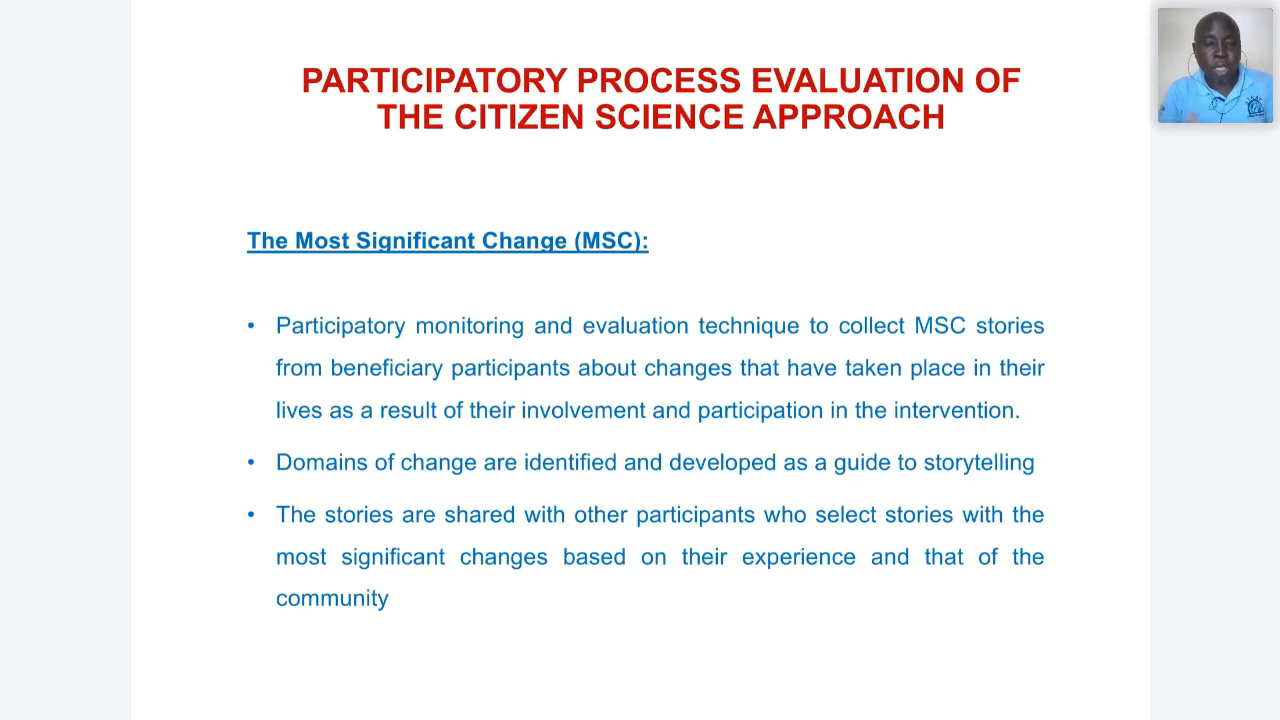 PARTICIPATORY PROCESS EVALUATION OF
THE CITIZEN SCIENCE APPROACH
The Most Significant Change (MSC):
• Participatory monitoring and evaluation technique to collect MSC stories
from beneficiary participants about changes that have taken place in their
lives as a result of their involvement and participation in the intervention.
• Domains of change are identified and developed as a guide to storytelling
• The stories are shared with other participants who select stories with the
most significant changes based on their experience and that of the
community